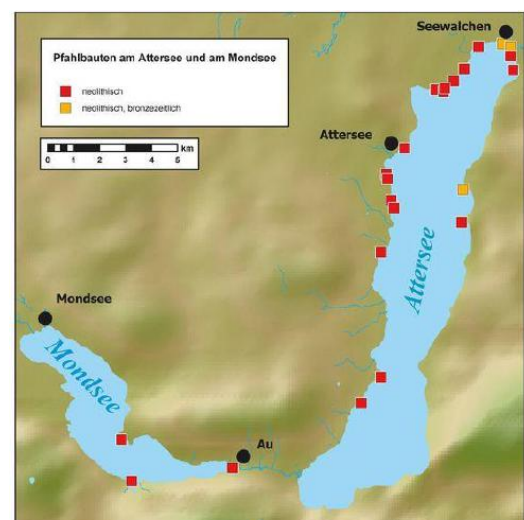 Seewalchen
Pfahlbauten am Attersee und am Mondsee
neolithisch
neolithisch, bronzezeitlich
km
0 1 2 3 4 5
Attersee
Attersee
Mondsee
Mondsee
Au